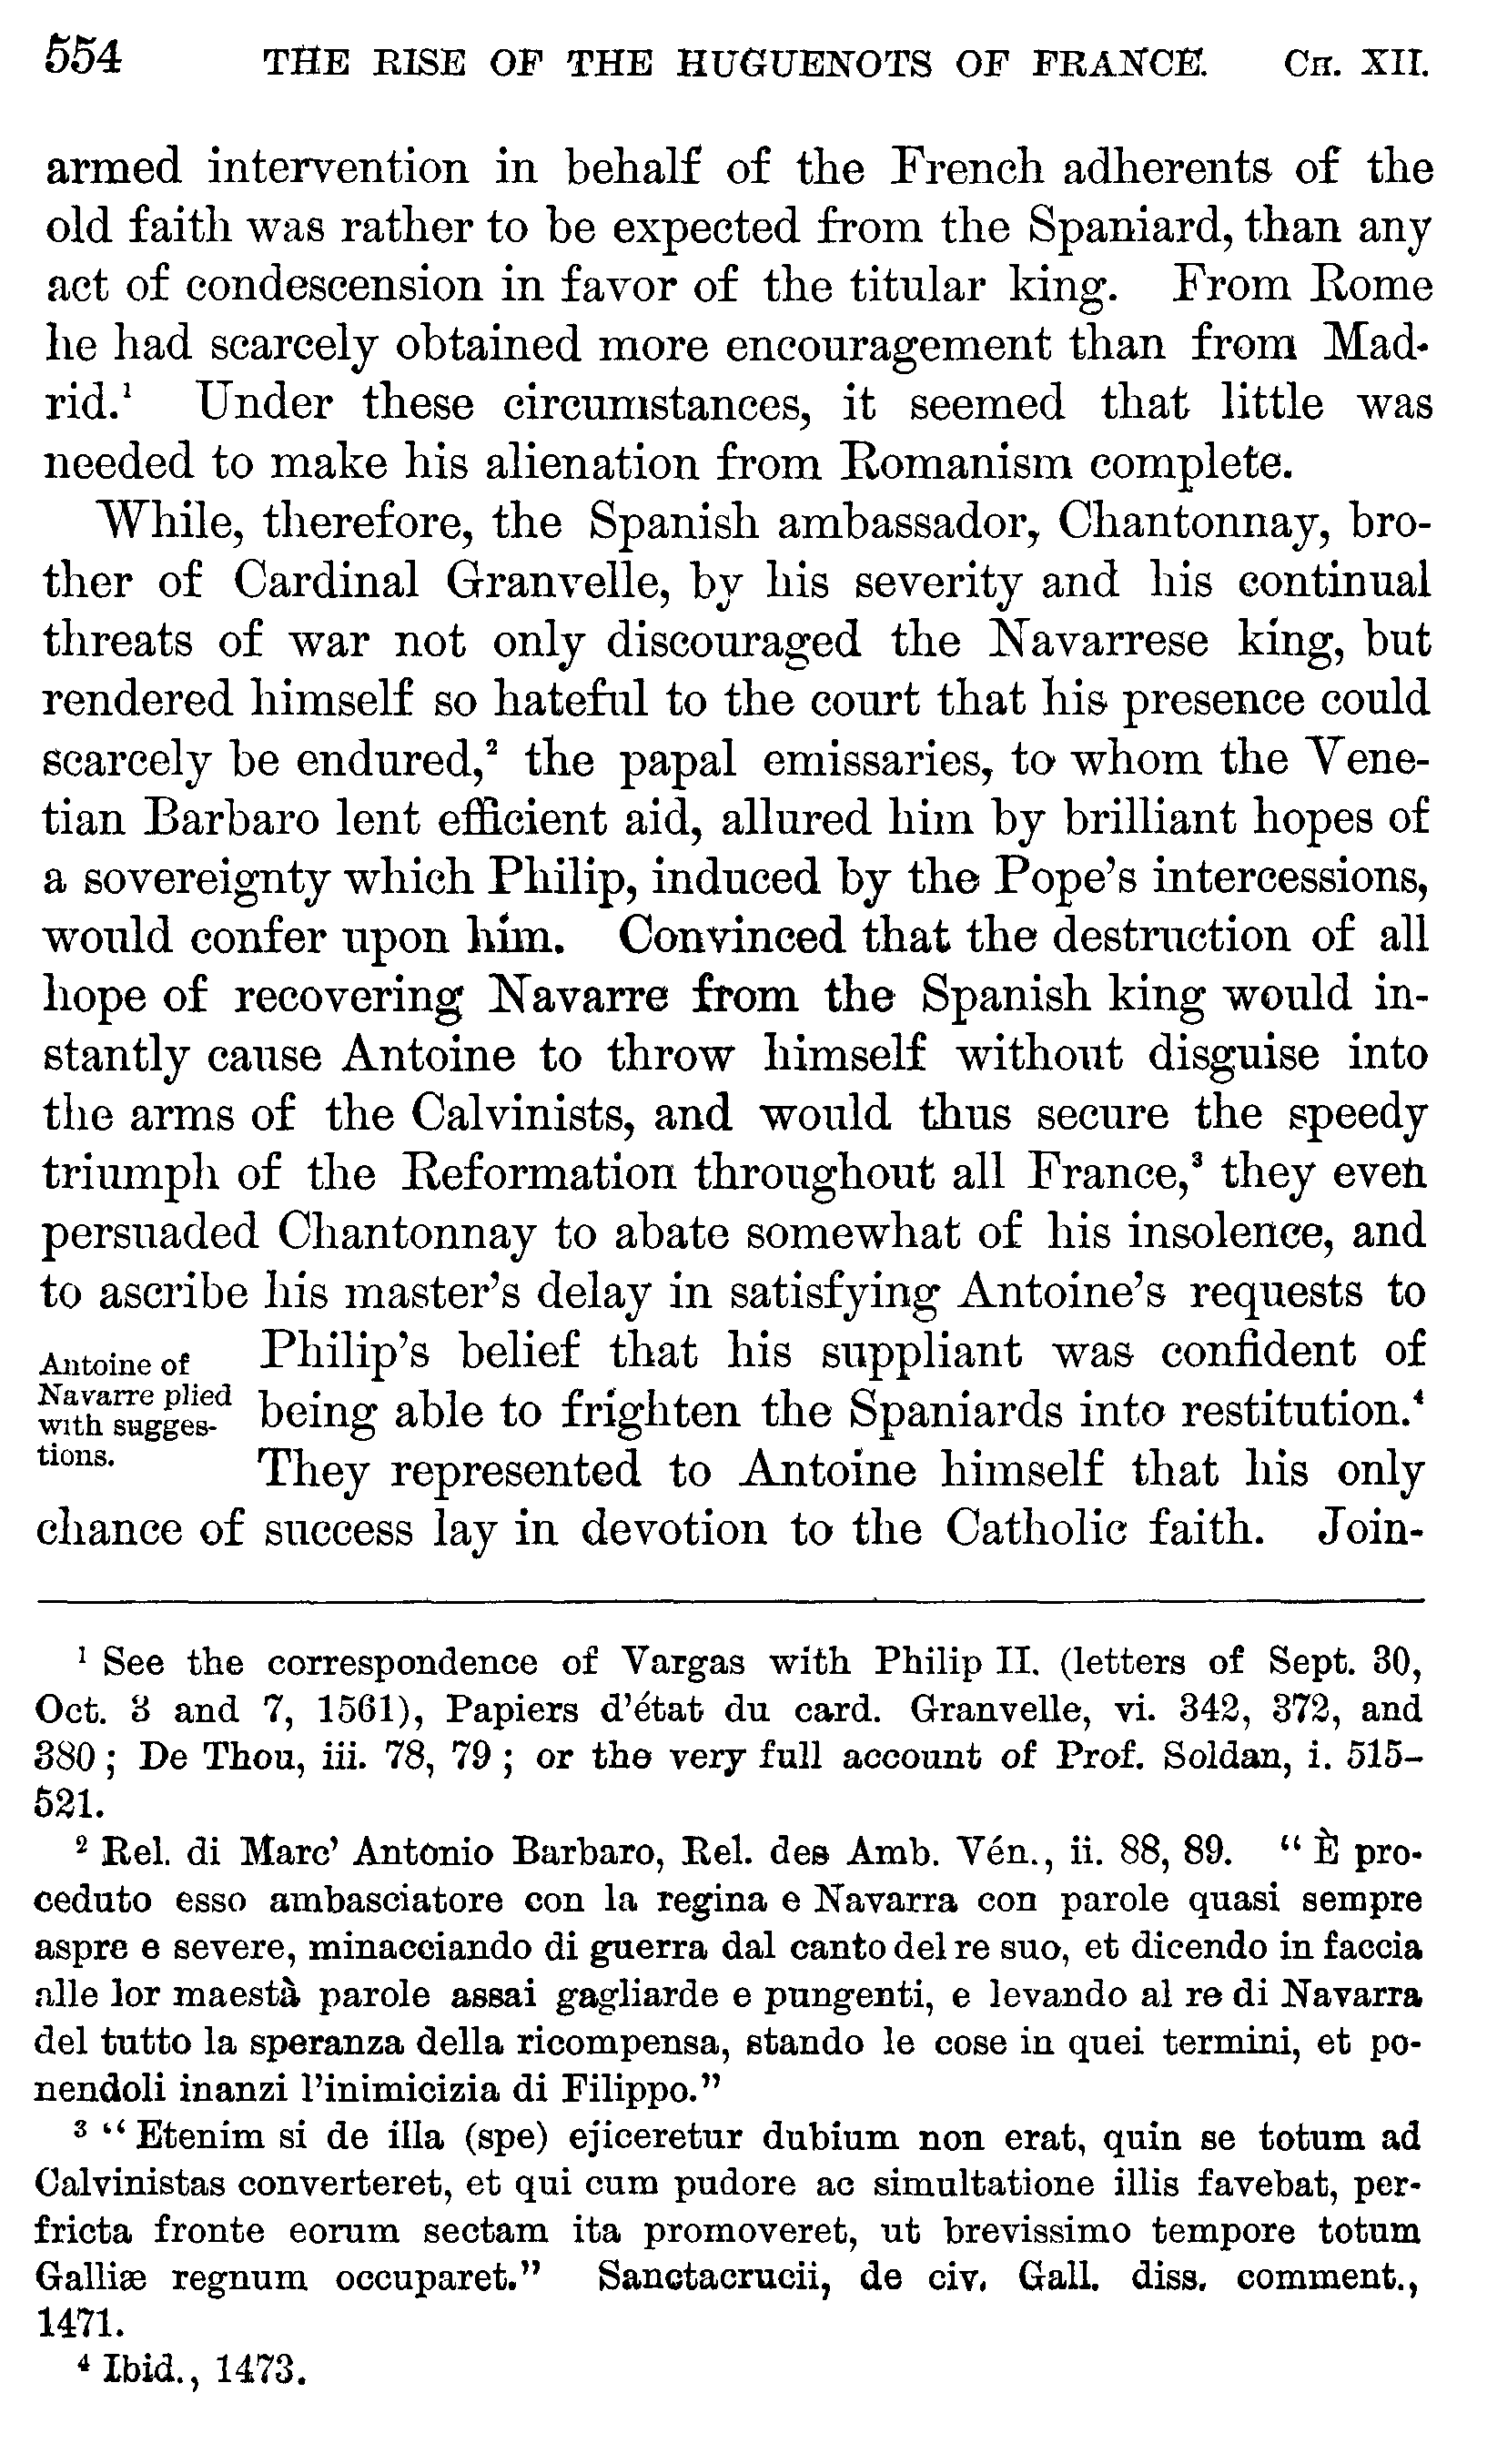 554 THE RISE OF THE HUGUENOTS OF FRANCE. CH. XII.
armed intervention in behalf of the French adherents of the
old faith was rather to be expected from the Spaniard, than any
act of condescension in favor of the titular king. From Rome
he had scarcely obtained more encouragement than from Mad-
rid.¹ Under these circumstances, it seemed that little was
needed to make his alienation from Romanism complete.
While, therefore, the Spanish ambassador, Chantonnay, bro-
ther of Cardinal Granvelle, by his severity and his continual
threats of war not only discouraged the Navarrese king, but
rendered himself so hateful to the court that his presence could
scarcely be endured,² the papal emissaries, to whom the Vene-
tian Barbaro lent efficient aid, allured him by brilliant hopes of
a sovereignty which Philip, induced by the Pope's intercessions,
would confer upon him. Convinced that the destruction of all
hope of recovering Navarre from the Spanish king would in-
stantly cause Antoine to throw himself without disguise into
the arms of the Calvinists, and would thus secure the speedy
triumph of the Reformation throughout all France,³ they even
persuaded Chantonnay to abate somewhat of his insolence, and
to ascribe his master's delay in satisfying Antoine's requests to
Antoine of
Navarre plied
with sugges-
tions.
Philip's belief that his suppliant was confident of
being able to frighten the Spaniards into restitution.⁴
They represented to Antoine himself that his only
chance of success lay in devotion to the Catholic faith. Join-
¹ See the correspondence of Vargas with Philip II. (letters of Sept. 30,
Oct. 3 and 7, 1561), Papiers d'état du card. Granvelle, vi. 342, 372, and
380; De Thou, iii. 78, 79; or the very full account of Prof. Soldan, i. 515-
521.
² Rel. di Marc' Antonio Barbaro, Rel. des Amb. Vén., ii. 88, 89. "È pro-
ceduto esso ambasciatore con la regina e Navarra con parole quasi sempre
aspre e severe, minacciando di guerra dal canto del re suo, et dicendo in faccia
alle lor maestà parole assai gagliarde e pungenti, e levando al re di Navarra
del tutto la speranza della ricompensa, stando le cose in quei termini, et po-
nendoli inanzi l'inimicizia di Filippo."
³ "Etenim si de illa (spe) ejiceretur dubium non erat, quin se totum ad
Calvinistas converteret, et qui cum pudore ac simultatione illis favebat, per-
fricta fronte eorum sectam ita promoveret, ut brevissimo tempore totum
Galliæ regnum occuparet." Sanctacrucii, de civ. Gall. diss. comment.,
1471.
⁴ Ibid., 1473.